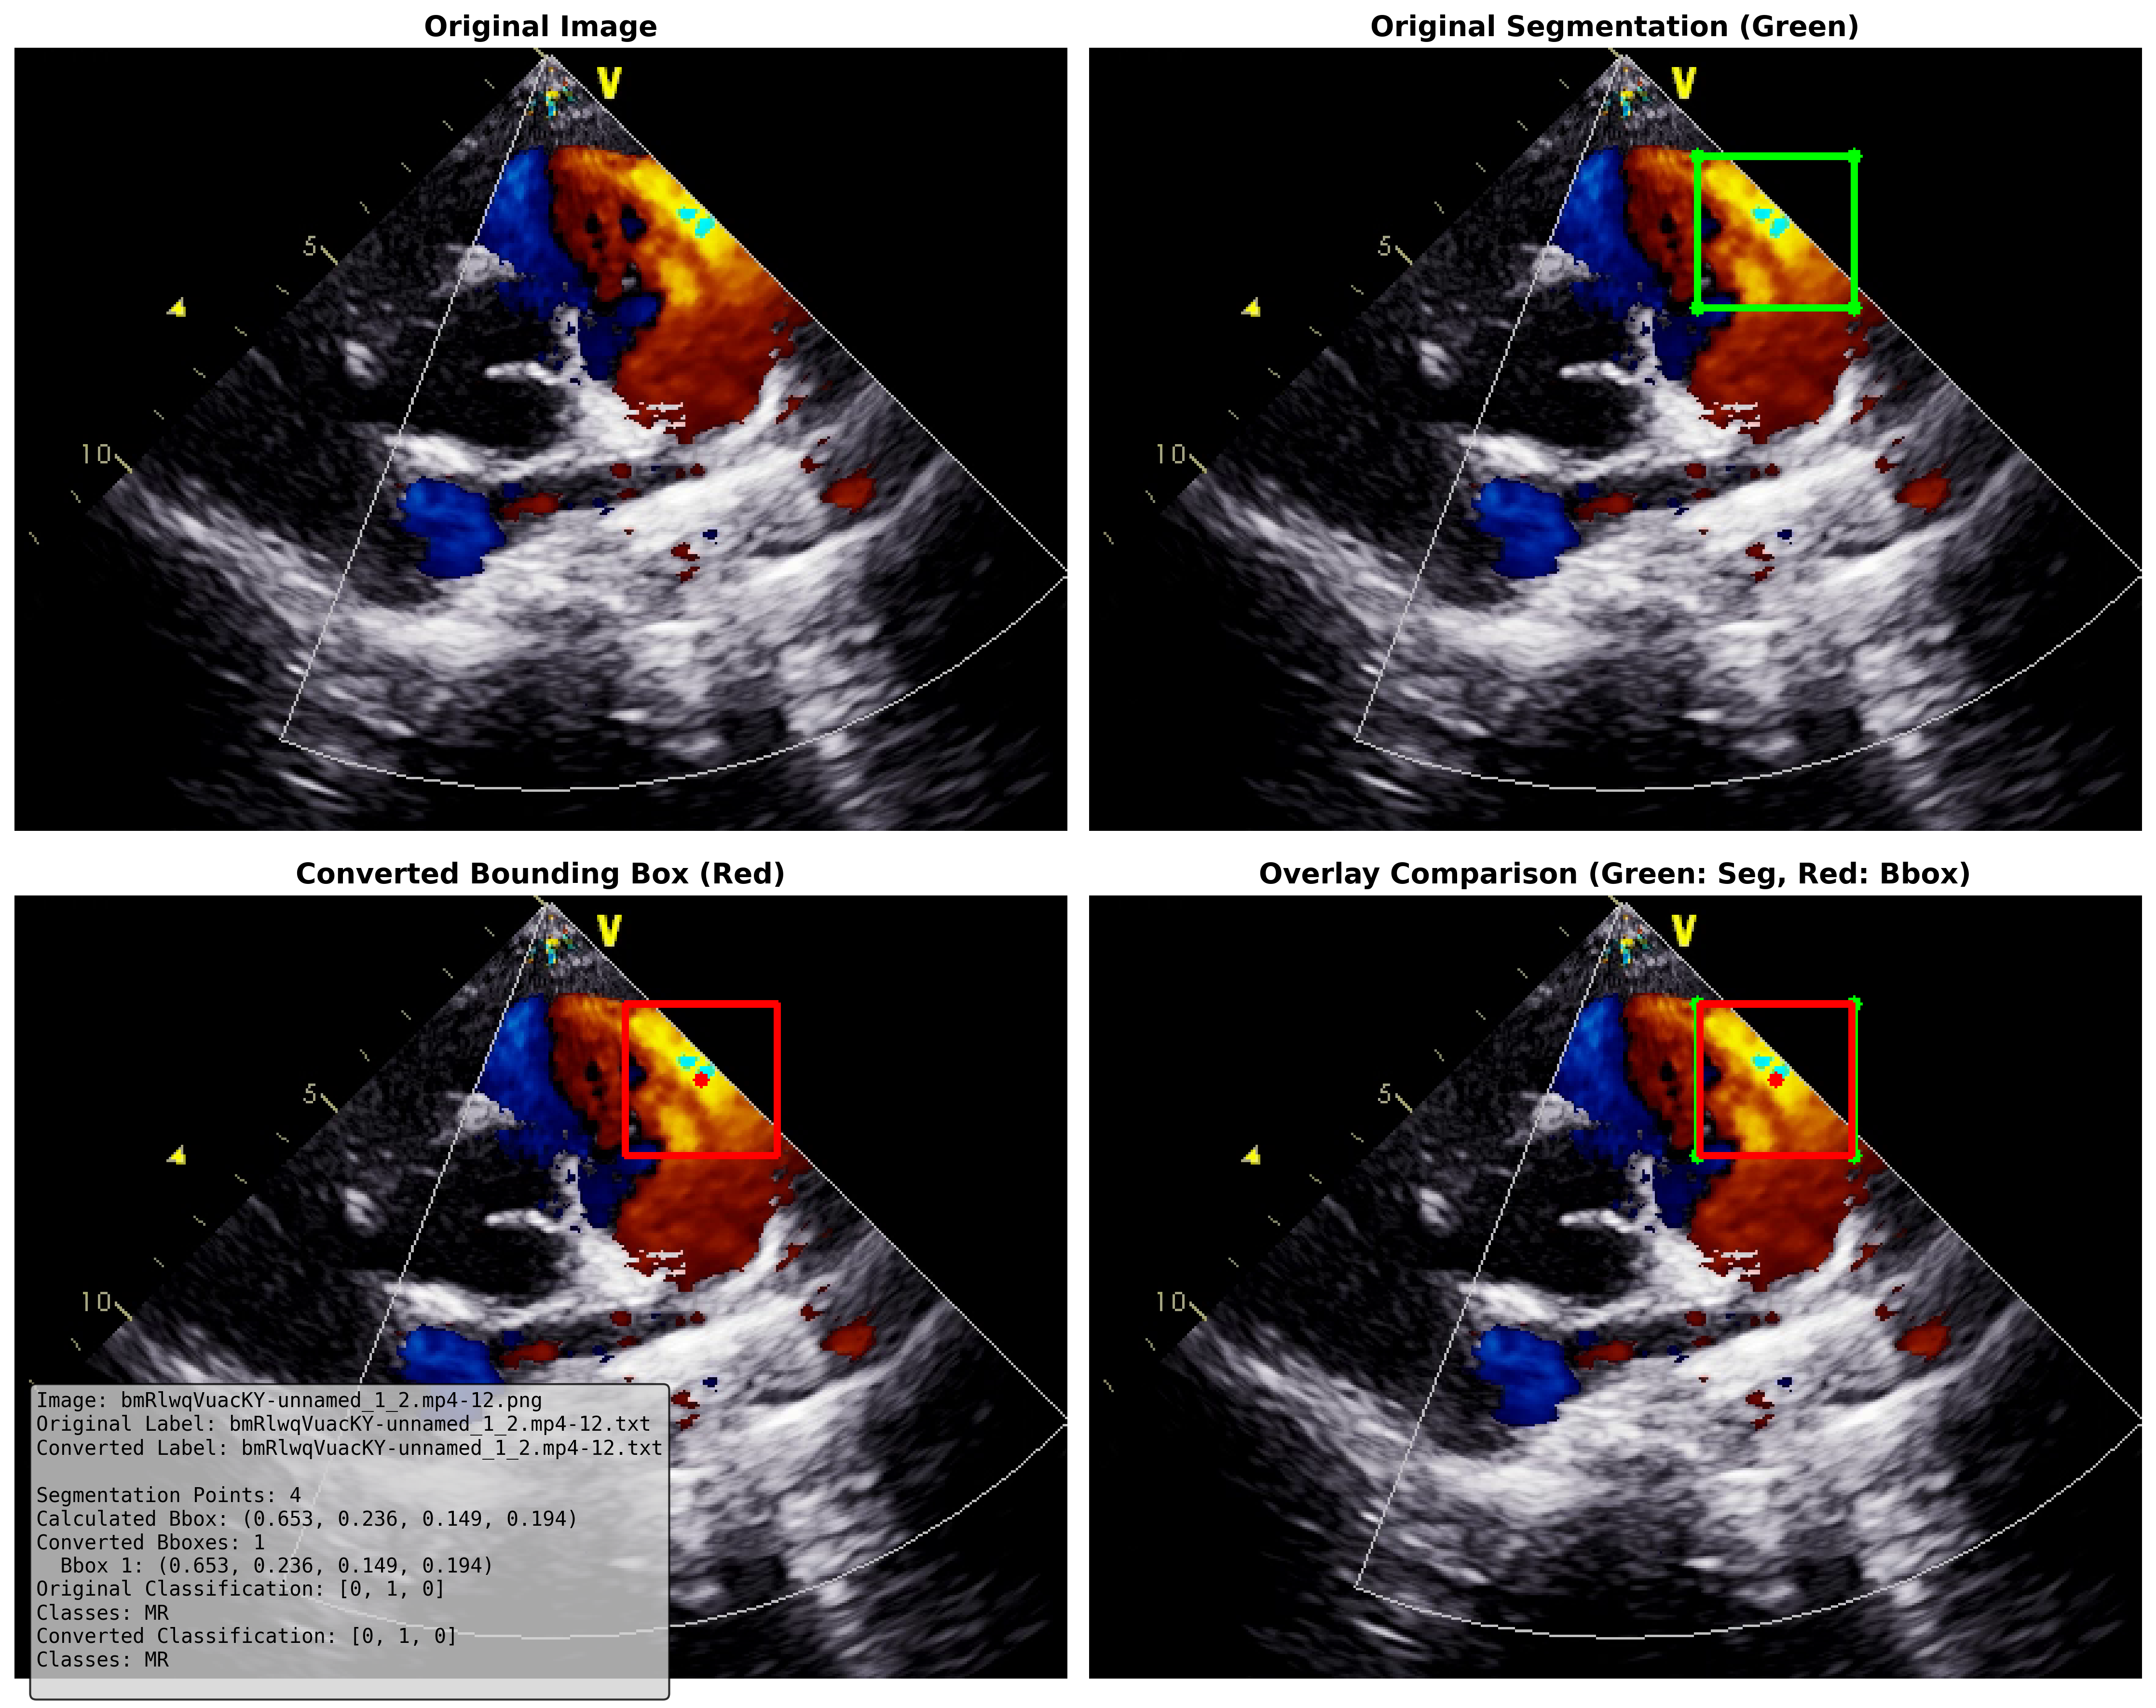 Original Image
Original Segmentation (Green)
V
5
10
V
5
10
Converted Bounding Box (Red)
Overlay Comparison (Green: Seg, Red: Bbox)
V
5
10
Image: bmRlwqVuacKY-unnamed_1_2.mp4-12.png
Original Label: bmRlwqVuacKY-unnamed_1_2.mp4-12.txt
Converted Label: bmRlwqVuacKY-unnamed_1_2.mp4-12.txt
Segmentation Points: 4
Calculated Bbox: (0.653, 0.236, 0.149, 0.194)
Converted Bboxes: 1
Bbox 1: (0.653, 0.236, 0.149, 0.194)
Original Classification: [0, 1, 0]
Classes: MR
Converted Classification: [0, 1, 0]
Classes: MR
V
5
10